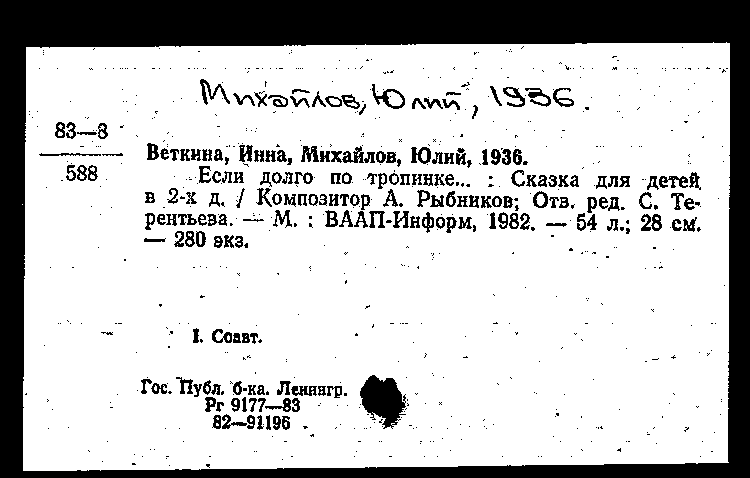 Михайлов, Юлий, 1936.
83—3
588
Веткина, Инна, Михайлов, Юлий, 1936.
Если долго по тропинке... : Сказка для детей
в 2-х д. / Композитор А. Рыбников; Отв. ред. С. Те-
рентьева. — М. : ВААП-Информ, 1982. — 54 л.; 28 см.
— 280 экз.
I. Соавт.
Гос. Публ. б-ка. Ленингр.
Рг 9177—83
82—91196